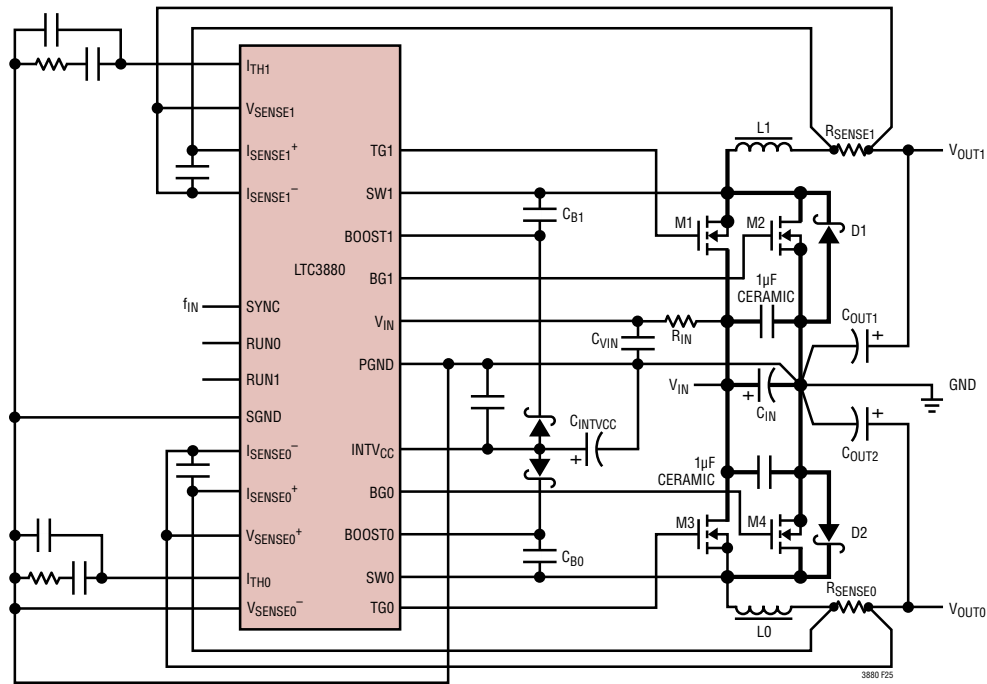 L1
RSENSE1
ITH1
VSENSE1
ISENSE1+
TG1
VOUT1
ISENSE1–
SW1
CB1
M1
M2
D1
BOOST1
LTC3880
BG1
1µF
CERAMIC
fIN
SYNC
VIN
CVIN
RIN
COUT1
RUN0
PGND
RUN1
VIN
CIN
GND
SGND
CINTVCC
COUT2
ISENSE0–
INTVCC
1µF
CERAMIC
ISENSE0+
BG0
VSENSE0+
BOOST0
M3
M4
D2
CB0
ITH0
SW0
RSENSE0
VSENSE0–
TG0
VOUT0
L0
3880 F25
+
+
+
+